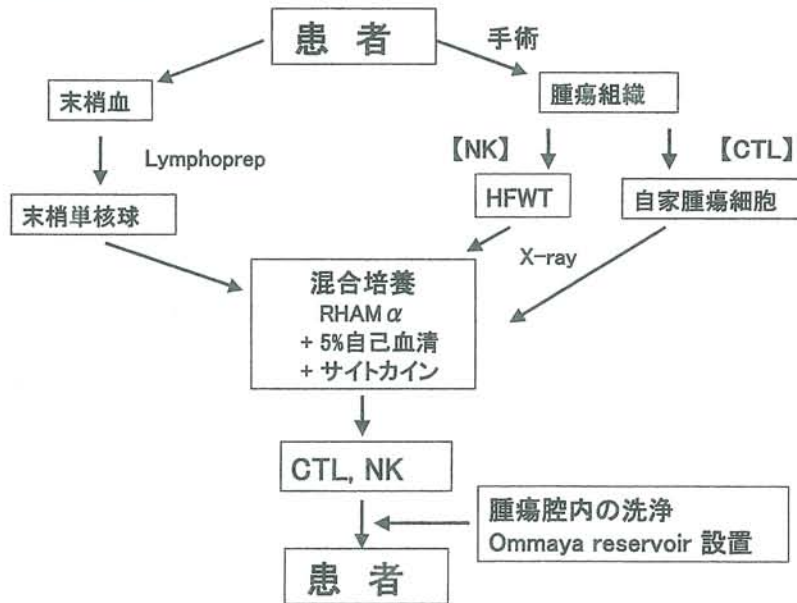 患 者
手術
末梢血
腫瘍組織
Lymphoprep
【NK】
【CTL】
末梢単核球
HFWT
自家腫瘍細胞
X-ray
混合培養
RHAM α
+ 5%自己血清
+ サイトカイン
CTL, NK
腫瘍腔内の洗浄
Ommaya reservoir 設置
患 者